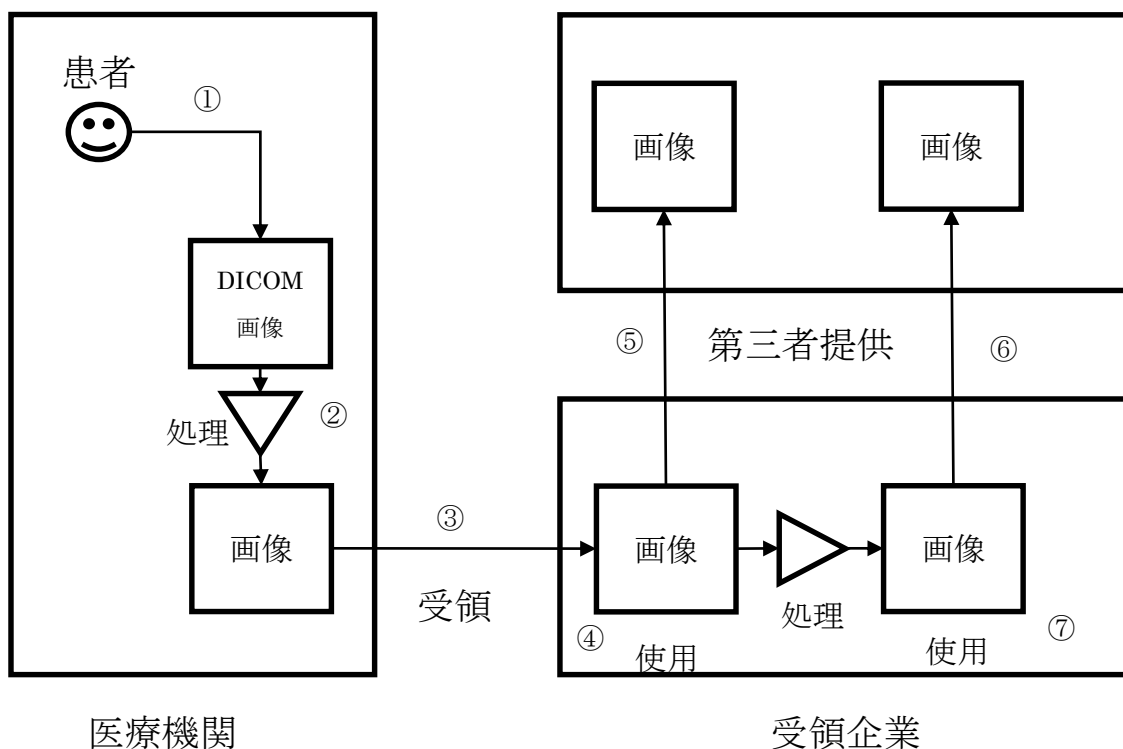 患者
①
DICOM
画像
②
処理
画像
③
受領
医療機関
画像
画像
⑤
第三者提供
⑥
画像
画像
処理
④
使用
使用
⑦
受領企業